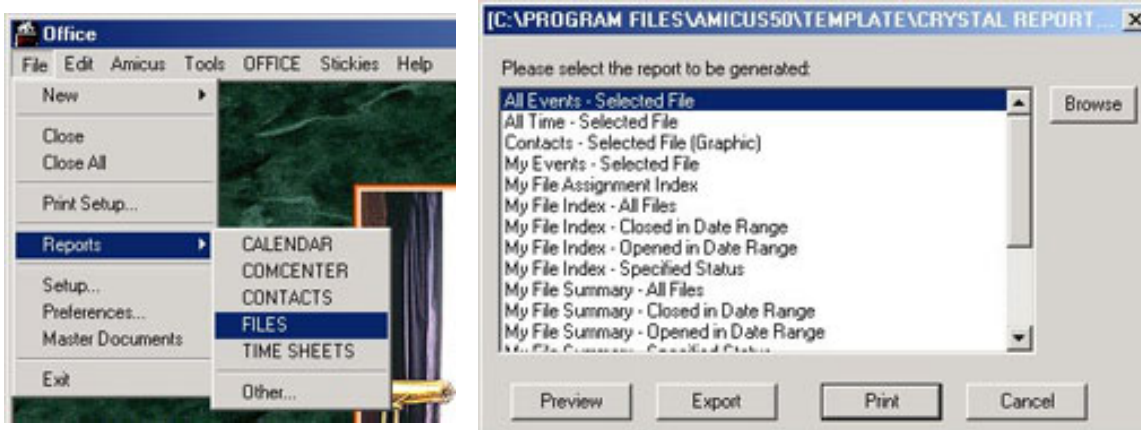 Office
File Edit Amicus Tools OFFICE Stickies Help
New
Close
Close All
Print Setup...
Reports
Setup...
Preferences...
Master Documents
Exit
CALENDAR
COMCENTER
CONTACTS
FILES
TIME SHEETS
Other...
[C:\PROGRAM FILES\AMICUS50\TEMPLATE\CRYSTAL REPORT ...
Please select the report to be generated:
All Events - Selected File
All Time - Selected File
Contacts - Selected File (Graphic)
My Events - Selected File
My File Assignment Index
My File Index - All Files
My File Index - Closed in Date Range
My File Index - Opened in Date Range
My File Index - Specified Status
My File Summary - All Files
My File Summary - Closed in Date Range
My File Summary - Opened in Date Range
My File Summary - Specified Status
Browse
Preview Export Print Cancel